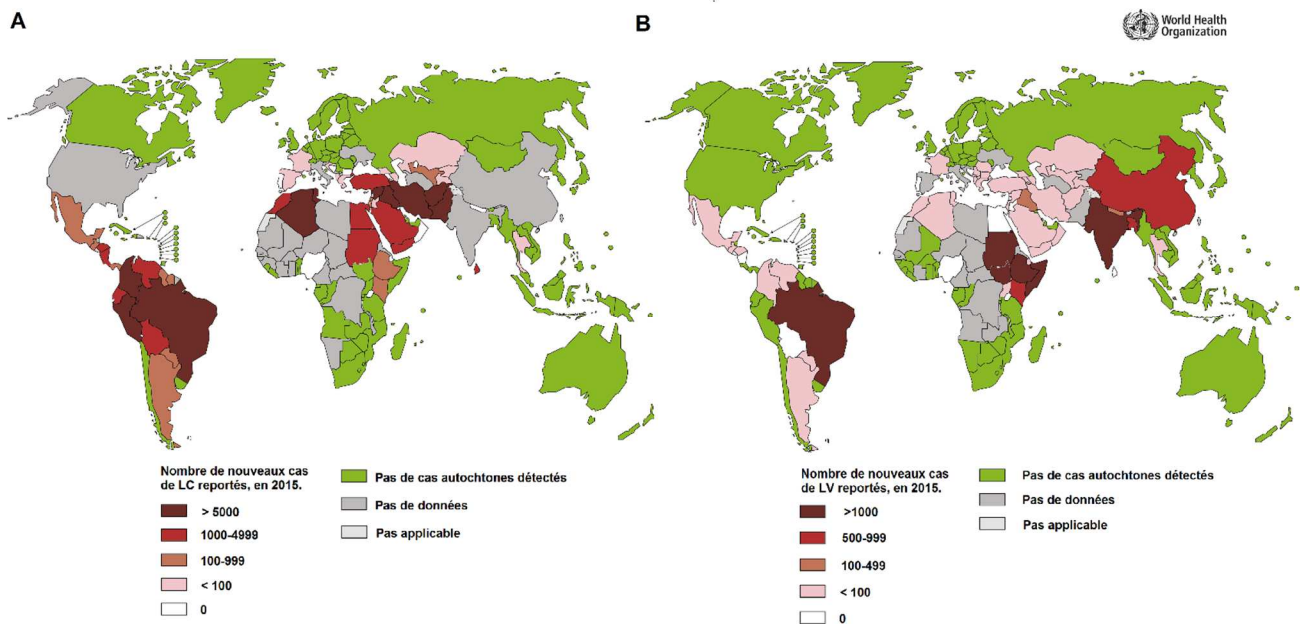 A
B
World Health
Organization
Nombre de nouveaux cas
de LC reportés, en 2015.
> 5000
1000-4999
100-999
< 100
0
Pas de cas autochtones détectés
Pas de données
Pas applicable
Nombre de nouveaux cas
de LV reportés, en 2015.
>1000
500-999
100-499
< 100
0
Pas de cas autochtones détectés
Pas de données
Pas applicable